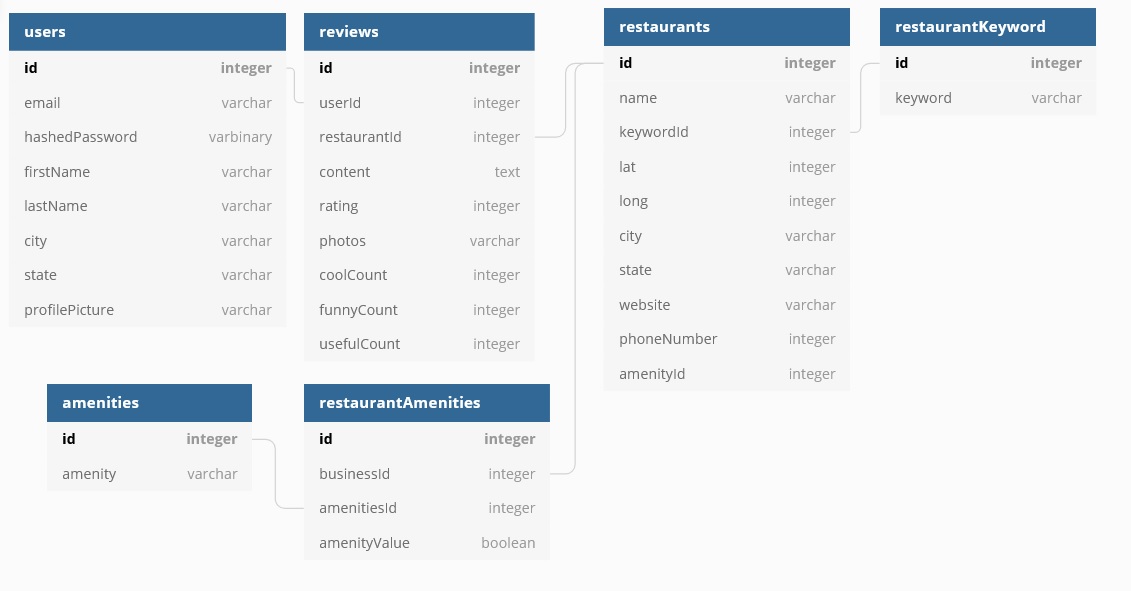 users
id integer
email varchar
hashedPassword varbinary
firstName varchar
lastName varchar
city varchar
state varchar
profilePicture varchar
reviews
id integer
userId integer
restaurantId integer
content text
rating integer
photos varchar
coolCount integer
funnyCount integer
usefulCount integer
restaurants
id integer
name varchar
keywordId integer
lat integer
long integer
city varchar
state varchar
website varchar
phoneNumber integer
amenityId integer
restaurantKeyword
id integer
keyword varchar
amenities
id integer
amenity varchar
restaurantAmenities
id integer
businessId integer
amenitiesId integer
amenityValue boolean